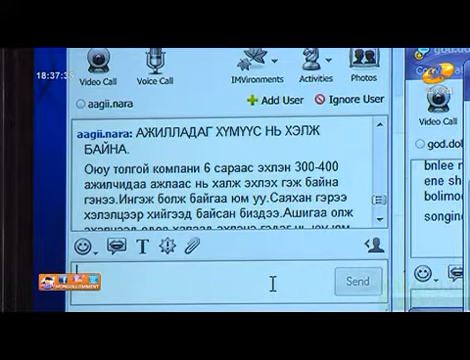 18:37:35
Video Call
Voice Call
IMVironments
Activities
Photos
aagii.nara
Add User
Ignore User
aagii.nara: АЖИЛЛАДАГ ХҮМҮҮС НЬ ХЭЛЖ
БАЙНА.
Оюу толгой компани 6 сараас эхлэн 300-400
ажилчидаа ажлаас нь халж эхлэх гэж байна
гэнээ.Ингэж болж байгаа юм уу.Саяхан гэрээ
хэлэлцээр хийгээд байсан биздээ.Ашигаа олж
Send
Video Call
god.do
bnlee
ene sh
bolimo
songino